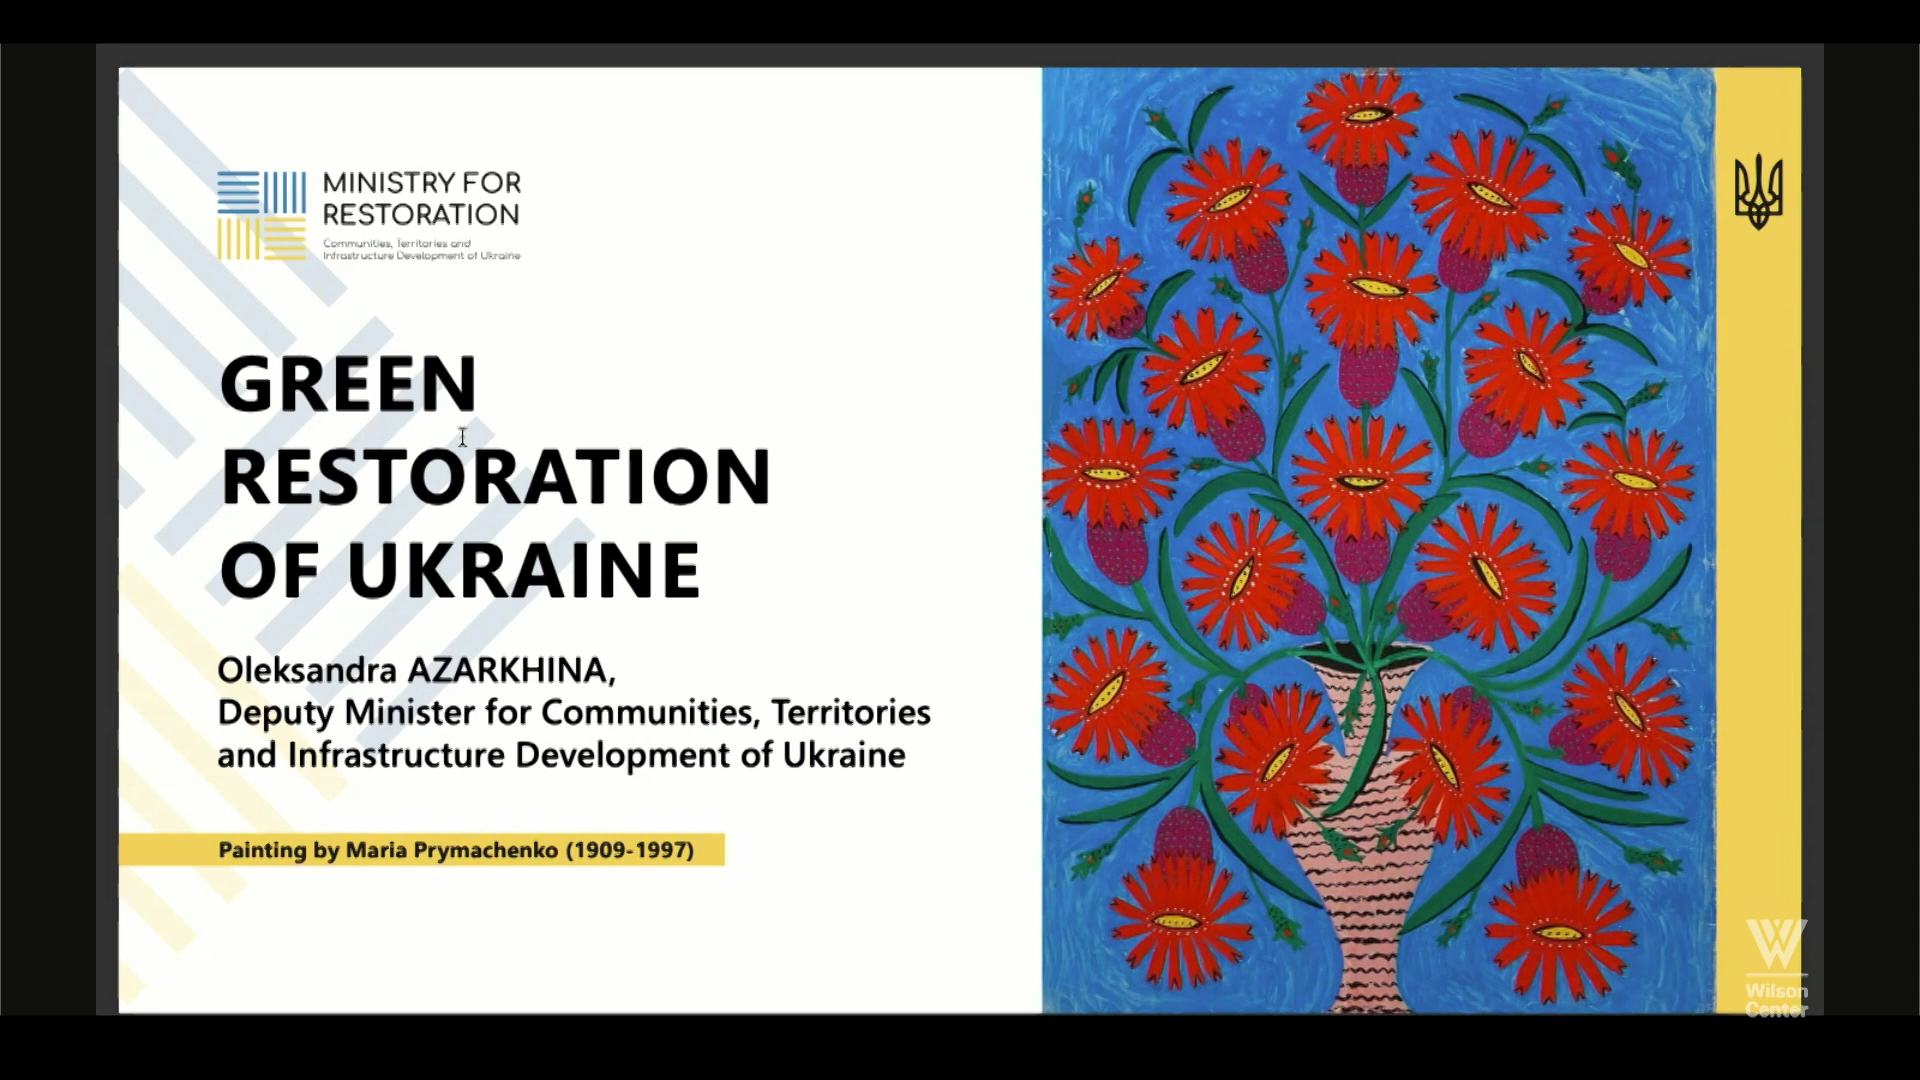 MINISTRY FOR
RESTORATION
Communities, Territories and
Infrastructure Development of Ukraine
GREEN
RESTORATION
OF UKRAINE
Oleksandra AZARKHINA,
Deputy Minister for Communities, Territories
and Infrastructure Development of Ukraine
Painting by Maria Prymachenko (1909-1997)
W
Wilson
Center